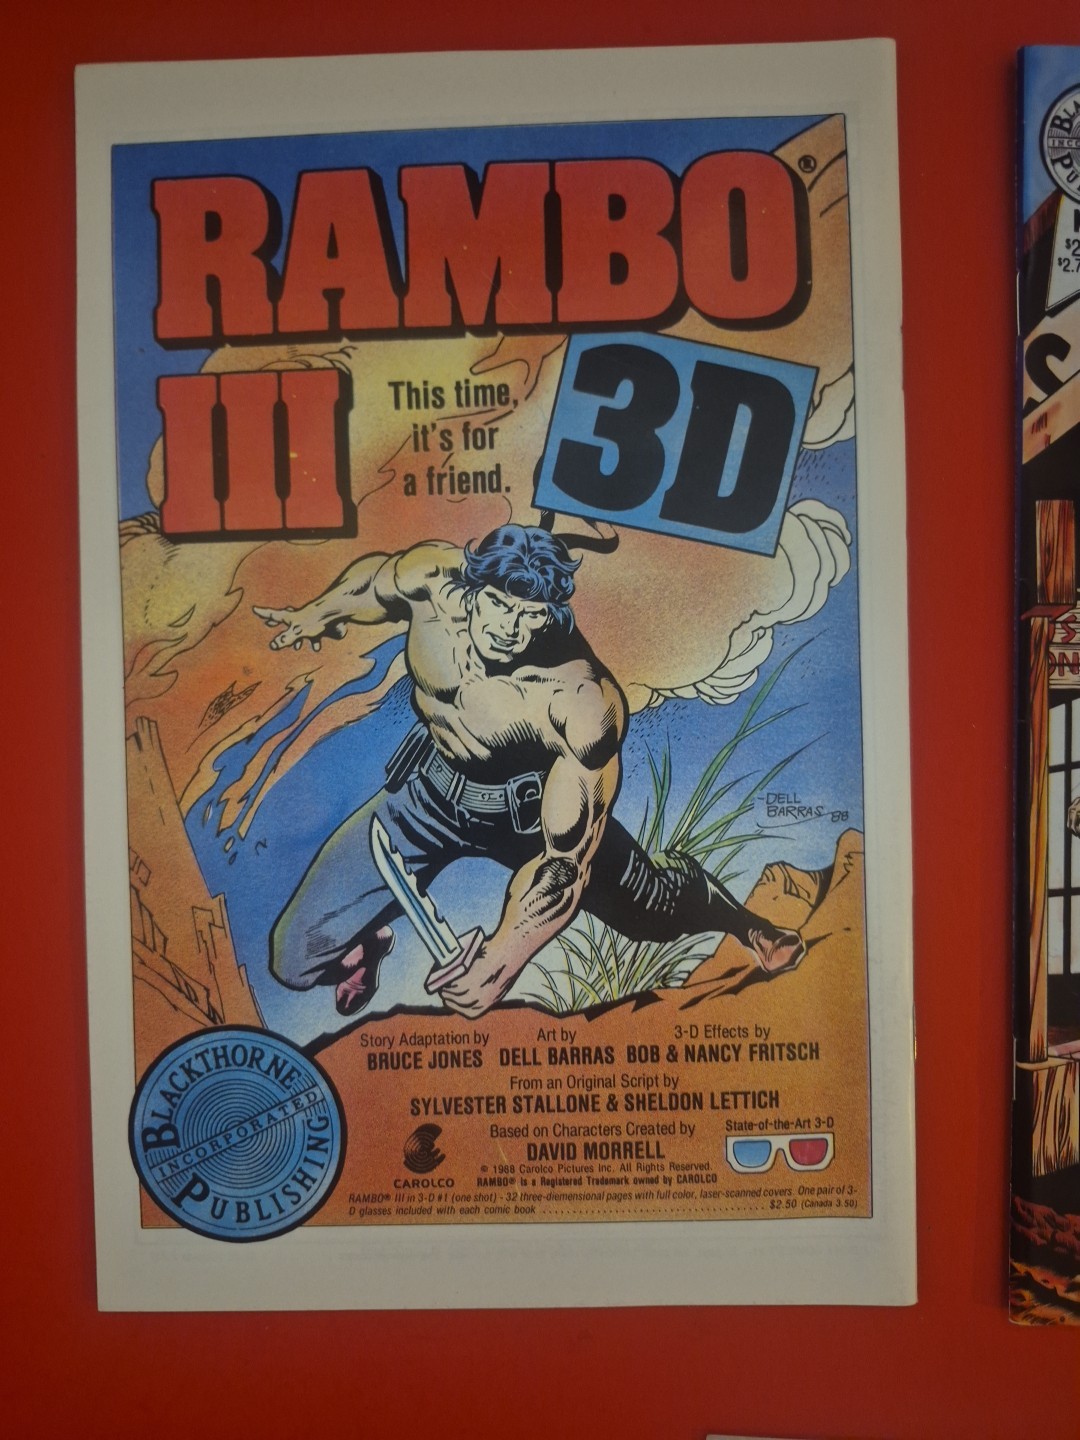 RAMBO®
III
This time,
it's for
a friend.
3D
DELL
BARRAS '88
Story Adaptation by
BRUCE JONES
Art by
DELL BARRAS
3-D Effects by
BOB & NANCY FRITSCH
From an Original Script by
SYLVESTER STALLONE & SHELDON LETTICH
Based on Characters Created by
DAVID MORRELL
© 1988 Carolco Pictures Inc. All Rights Reserved.
RAMBO® is a Registered Trademark owned by CAROLCO
CAROLCO
State-of-the-Art 3-D
RAMBO® III in 3-D #1 (one shot) - 32 three-diemensional pages with full color, laser-scanned covers. One pair of 3-
D glasses included with each comic book ........................................ $2.50 (Canada 3.50)
BLACKTHORNE
INCORPORATED
PUBLISHING